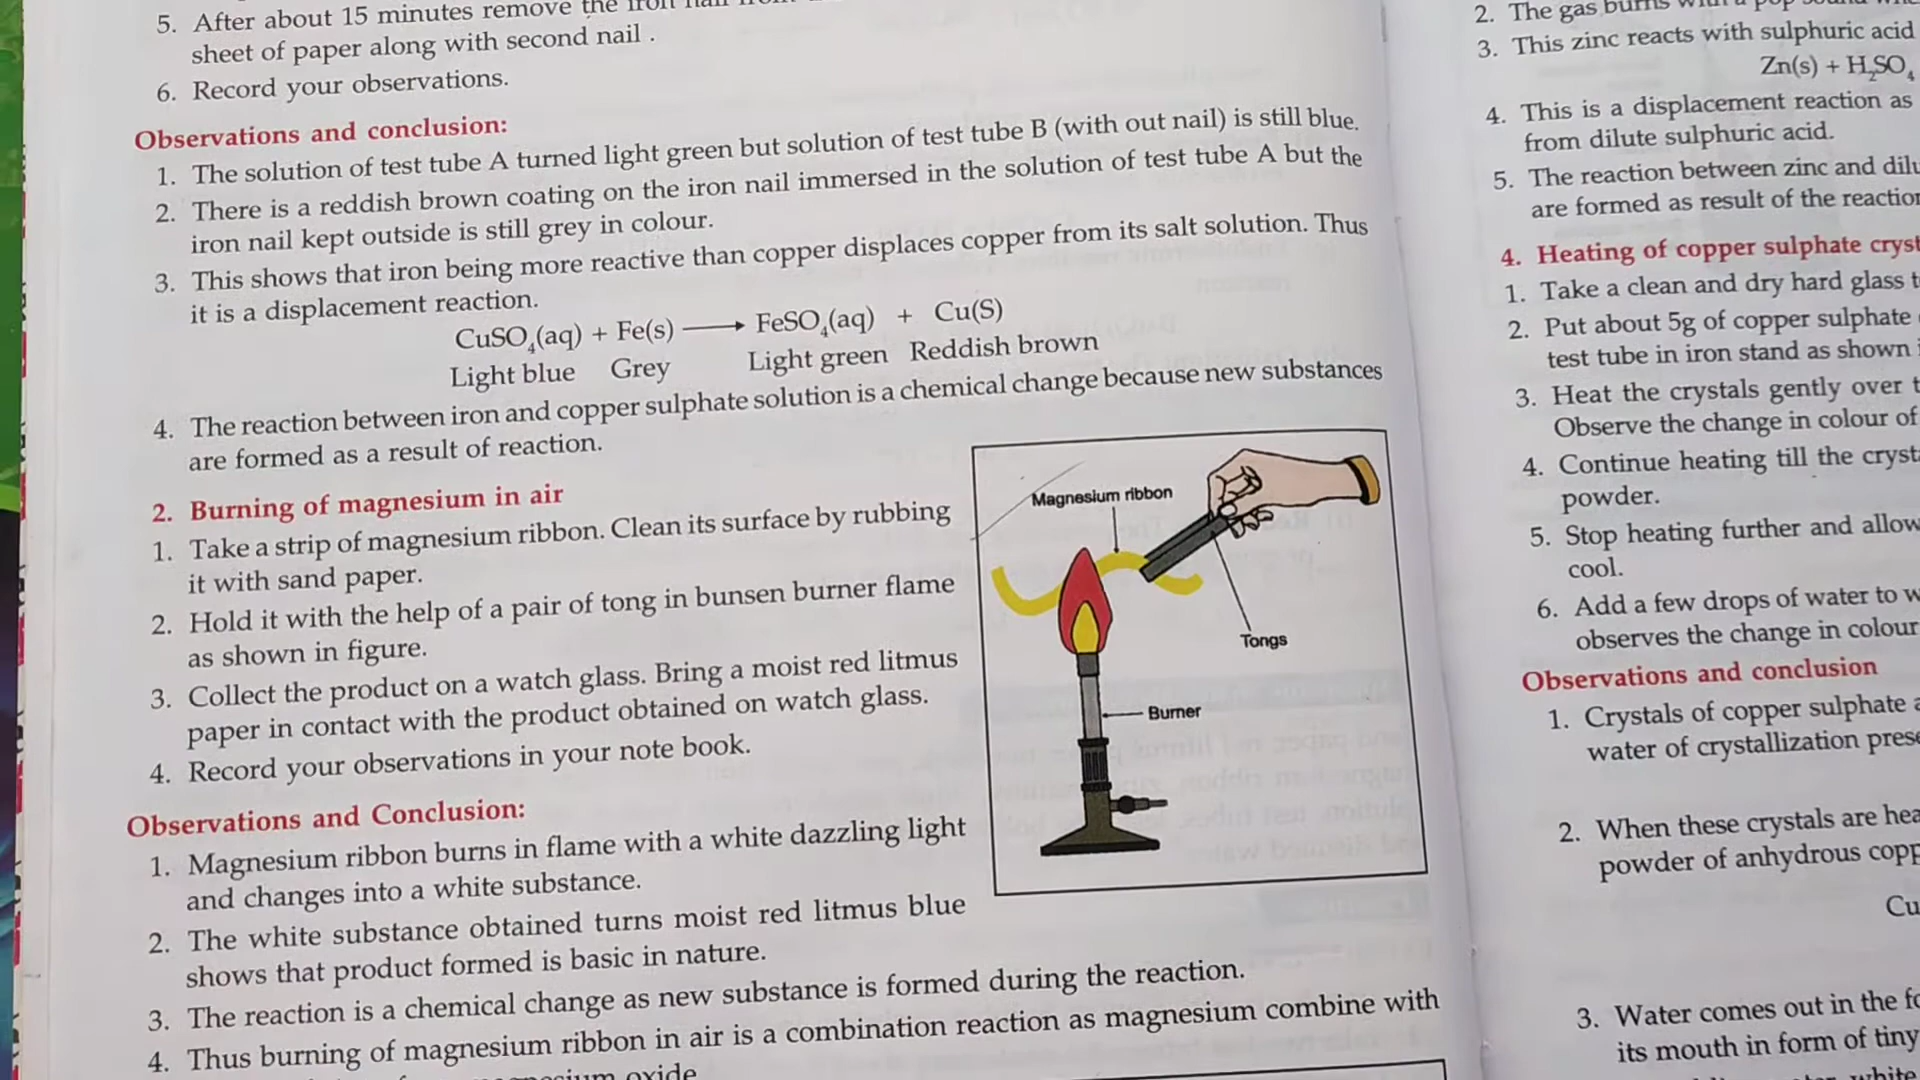 5. After about 15 minutes remove the iron nail
sheet of paper along with second nail .
6. Record your observations.
Observations and conclusion:
1. The solution of test tube A turned light green but solution of test tube B (with out nail) is still blue.
2. There is a reddish brown coating on the iron nail immersed in the solution of test tube A but the
iron nail kept outside is still grey in colour.
3. This shows that iron being more reactive than copper displaces copper from its salt solution. Thus
it is a displacement reaction.
CuSO₄(aq) + Fe(s) ⟶ FeSO₄(aq) + Cu(S)
Light blue Grey Light green Reddish brown
4. The reaction between iron and copper sulphate solution is a chemical change because new substances
are formed as a result of reaction.
2. Burning of magnesium in air
1. Take a strip of magnesium ribbon. Clean its surface by rubbing
it with sand paper.
2. Hold it with the help of a pair of tong in bunsen burner flame
as shown in figure.
3. Collect the product on a watch glass. Bring a moist red litmus
paper in contact with the product obtained on watch glass.
4. Record your observations in your note book.
Magnesium ribbon
Tongs
Burner
Observations and Conclusion:
1. Magnesium ribbon burns in flame with a white dazzling light
and changes into a white substance.
2. The white substance obtained turns moist red litmus blue
shows that product formed is basic in nature.
3. The reaction is a chemical change as new substance is formed during the reaction.
4. Thus burning of magnesium ribbon in air is a combination reaction as magnesium combine with
oxide
2. The gas burns with a pop sound
3. This zinc reacts with sulphuric acid
Zn(s) + H₂SO₄
4. This is a displacement reaction as
from dilute sulphuric acid.
5. The reaction between zinc and dilu
are formed as result of the reaction
4. Heating of copper sulphate cryst
1. Take a clean and dry hard glass t
2. Put about 5g of copper sulphate
test tube in iron stand as shown i
3. Heat the crystals gently over t
Observe the change in colour of
4. Continue heating till the crysta
powder.
5. Stop heating further and allow
cool.
6. Add a few drops of water to w
observes the change in colour
Observations and conclusion
1. Crystals of copper sulphate a
water of crystallization prese
2. When these crystals are hea
powder of anhydrous copp
Cu
3. Water comes out in the fo
its mouth in form of tiny
white